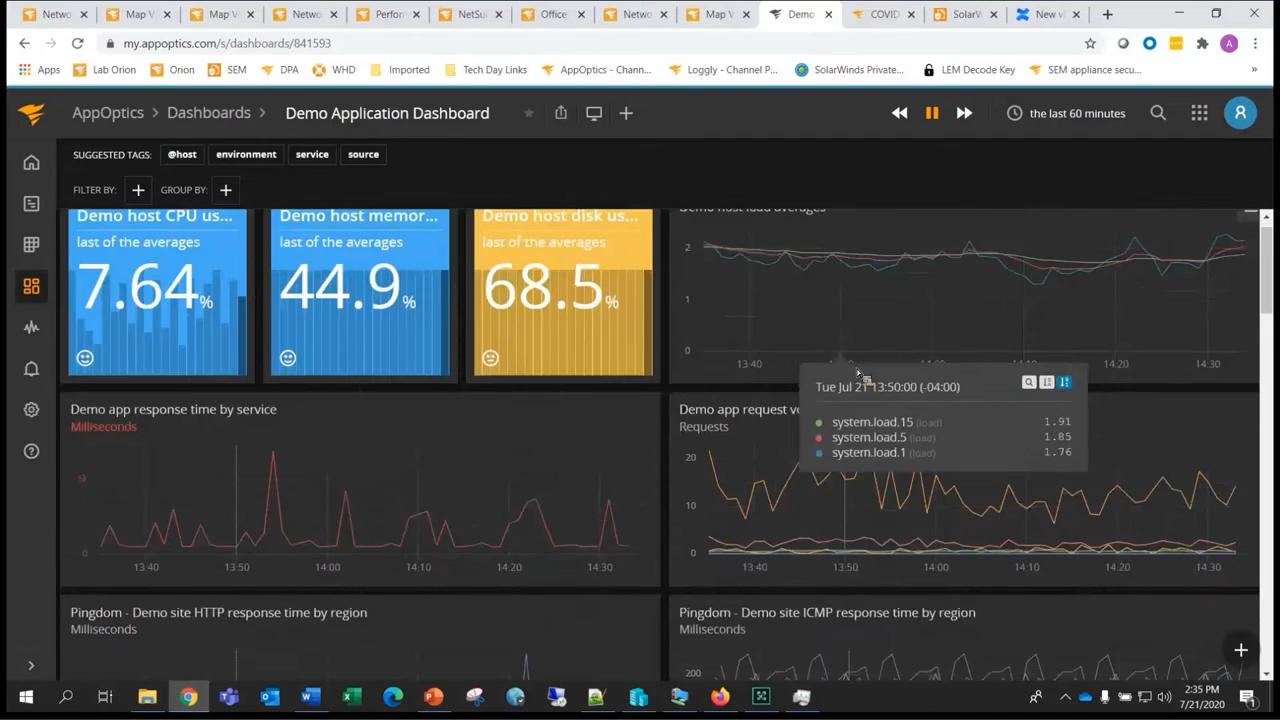 Netwo
Map V
Map V
Netwo
Perfor
NetSu
Office
Netwo
Map V
Demo
COVID
SolarW
New v
my.appoptics.com/s/dashboards/841593
A
Apps
Lab Orion
Orion
SEM
DPA
WHD
Imported
Tech Day Links
AppOptics - Chann...
Loggly - Channel P...
SolarWinds Private...
LEM Decode Key
SEM appliance secu...
AppOptics > Dashboards > Demo Application Dashboard
the last 60 minutes
SUGGESTED TAGS: @host environment service source
FILTER BY: + GROUP BY: +
Demo host CPU us...
last of the averages
7.64%
Demo host memor...
last of the averages
44.9%
Demo host disk us...
last of the averages
68.5%
Demo host load averages
2
1
0
13:40
14:00
14:10
14:20
14:30
Tue Jul 21 13:50:00 (-04:00)
system.load.15 (load) 1.91
system.load.5 (load) 1.85
system.load.1 (load) 1.76
Demo app response time by service
Milliseconds
0
13:40 13:50 14:00 14:10 14:20 14:30
Demo app request vo
Requests
20
10
0
13:40 13:50 14:00 14:10 14:20 14:30
Pingdom - Demo site HTTP response time by region
Milliseconds
Pingdom - Demo site ICMP response time by region
Milliseconds
200
2:35 PM
7/21/2020